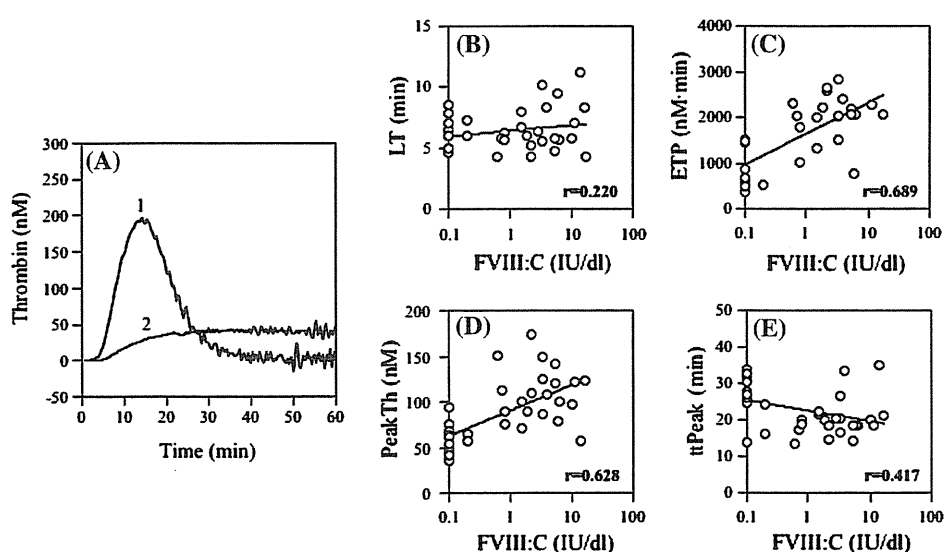 (A)
300
250
200
150
100
50
0
-50
Thrombin (nM)
1
2
0 10 20 30 40 50 60
Time (min)
(B)
15
10
5
0
LT (min)
r=0.220
0.1 1 10 100
FVIII:C (IU/dl)
(C)
4000
3000
2000
1000
0
ETP (nM·min)
r=0.689
0.1 1 10 100
FVIII:C (IU/dl)
(D)
200
150
100
50
0
PeakTh (nM)
r=0.628
0.1 1 10 100
FVIII:C (IU/dl)
(E)
50
40
30
20
10
0
ttPeak (min)
r=0.417
0.1 1 10 100
FVIII:C (IU/dl)